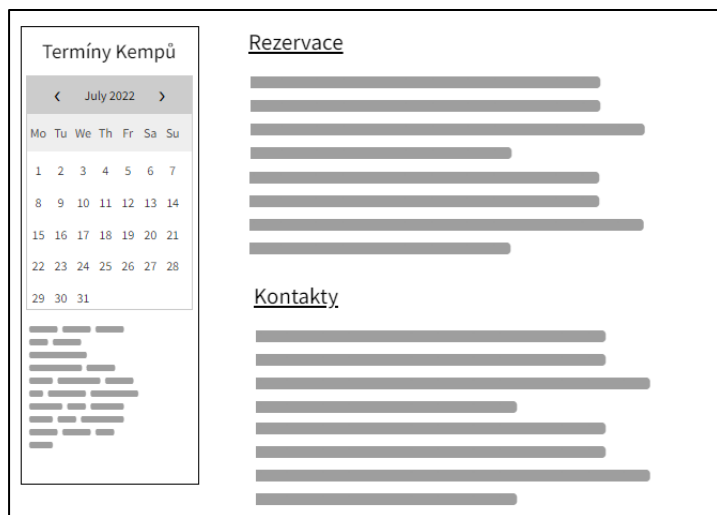 Termíny Kempů
‹ July 2022 ›
Mo Tu We Th Fr Sa Su
1 2 3 4 5 6 7
8 9 10 11 12 13 14
15 16 17 18 19 20 21
22 23 24 25 26 27 28
29 30 31
Rezervace
Kontakty